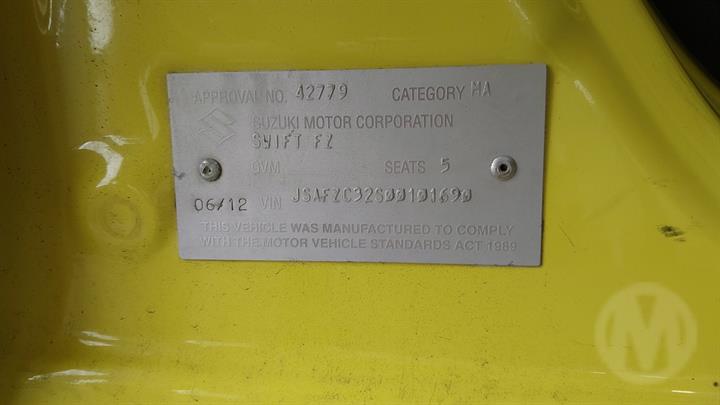 APPROVAL NO. 42779 CATEGORY MA
SUZUKI MOTOR CORPORATION
SWIFT FZ
GVM SEATS 5
06/12 VIN JSAFZC32S00101690
THIS VEHICLE WAS MANUFACTURED TO COMPLY
WITH THE MOTOR VEHICLE STANDARDS ACT 1989
M